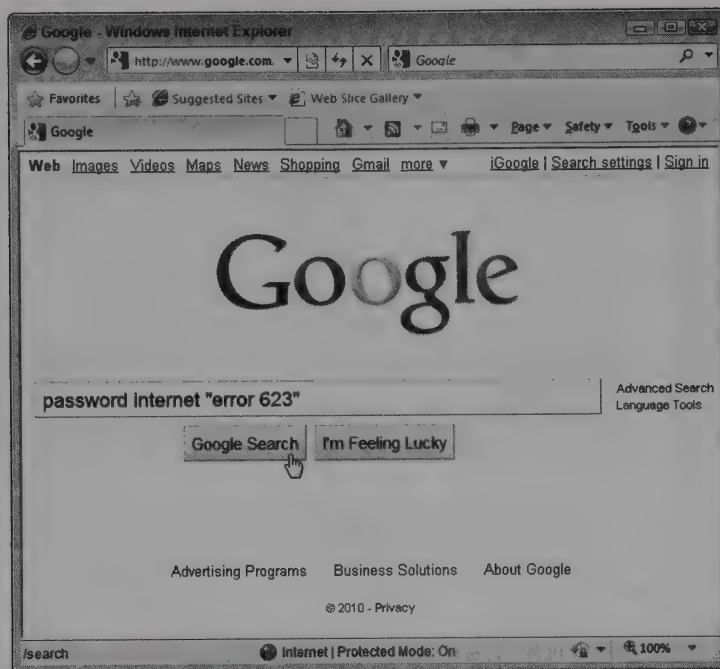 Google - Windows Internet Explorer
http://www.google.com
Google
Favorites Suggested Sites Web Slice Gallery
Google Page Safety Tools
Web Images Videos Maps News Shopping Gmail more iGoogle | Search settings | Sign in
Google
password internet "error 623"
Advanced Search
Language Tools
Google Search I'm Feeling Lucky
Advertising Programs Business Solutions About Google
© 2010 - Privacy
/search Internet | Protected Mode: On 100%